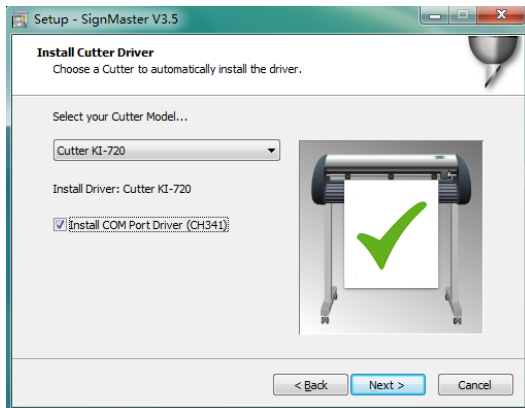 Setup - SignMaster V3.5
Install Cutter Driver
Choose a Cutter to automatically install the driver.
Select your Cutter Model...
Cutter KI-720
Install Driver: Cutter KI-720
Install COM Port Driver (CH341)
< Back
Next >
Cancel